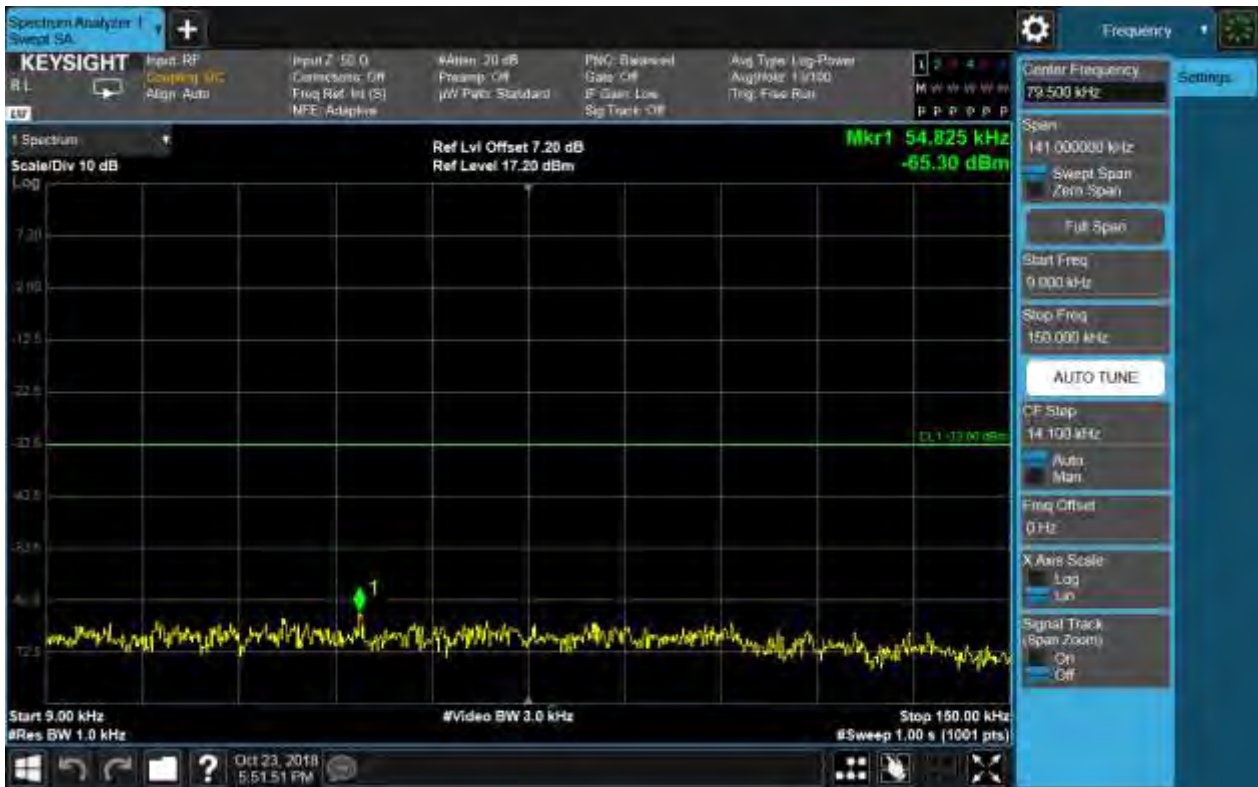 Spectrum Analyzer 1
Swept SA
Frequency
KEYSIGHT
Input: RF
Coupling: DC
Align: Auto
Input Z: 50 Ω
Corrections: Off
Freq Ref: Int (S)
NFE: Adaptive
#Atten: 20 dB
Preamp: Off
µW Path: Standard
PNO: Balanced
Gate: Off
IF Gain: Low
Sig Track: Off
Avg Type: Log-Power
Trig: Free Run
Center Frequency
79.500 kHz
Settings
1 Spectrum
Scale/Div 10 dB
Log
Ref Lvl Offset 7.20 dB
Ref Level 17.20 dBm
Mkr1 54.825 kHz
-65.30 dBm
Span
141.000000 kHz
Swept Span
Zero Span
Full Span
7.20
Start Freq
9.000 kHz
Stop Freq
150.000 kHz
-12.8
AUTO TUNE
-22.8
CF Step
14.100 kHz
Auto
Man
-32.8
-42.8
Freq Offset
0 Hz
-52.8
X Axis Scale
Log
Lin
1
Signal Track
(Span Zoom)
On
Off
-72.8
Start 9.00 kHz
#Video BW 3.0 kHz
Stop 150.00 kHz
#Res BW 1.0 kHz
#Sweep 1.00 s (1001 pts)
?
Oct 23, 2018
5:51:51 PM